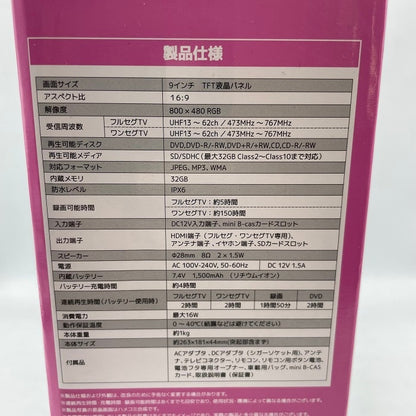 製品仕様
画面サイズ 9インチ TFT液晶パネル
アスペクト比 16:9
解像度 800×480 RGB
受信周波数 フルセグTV UHF13～62ch / 473MHz～767MHz
ワンセグTV UHF13～62ch / 473MHz～767MHz
再生可能ディスク DVD,DVD-R/-RW,DVD+R/+RW,CD,CD-R/-RW
再生可能メディア SD/SDHC(最大32GB Class2～Class10まで対応)
対応フォーマット JPEG、MP3、WMA
内蔵メモリ 32GB
防水レベル IPX6
録画可能時間 フルセグTV：約5時間
ワンセグTV：約150時間
入力端子 DC12V入力端子、mini B-casカードスロット
出力端子 HDMI端子（フルセグ・ワンセグTV専用）、
アンテナ端子、イヤホン端子、SDカードスロット
スピーカー Φ28mm 8Ω 2×1.5W
電源 AC 100V-240V, 50-60Hz DC 12V 1.5A
内蔵バッテリー 7.4V 1,500mAh （リチウムイオン）
バッテリー充電時間 約4時間
連続再生時間（バッテリー使用時） フルセグTV ワンセグTV 録画 DVD
2時間 2時間 1時間50分 2時間
消費電力 最大16W
動作保証温度 0～40℃(結露などは避けること)
本体重量 約1kg
本体サイズ 約263×181×44mm(突起部含まず)
付属品 ACアダプタ、DCアダプタ（シガーソケット用)、アンテ
ナ、テレビコネクター、リモコン、リモコン用ボタン電池、
電池フタ専用オープナー、車載用バッグ、mini B-CAS
カード、取扱説明書（保証書）